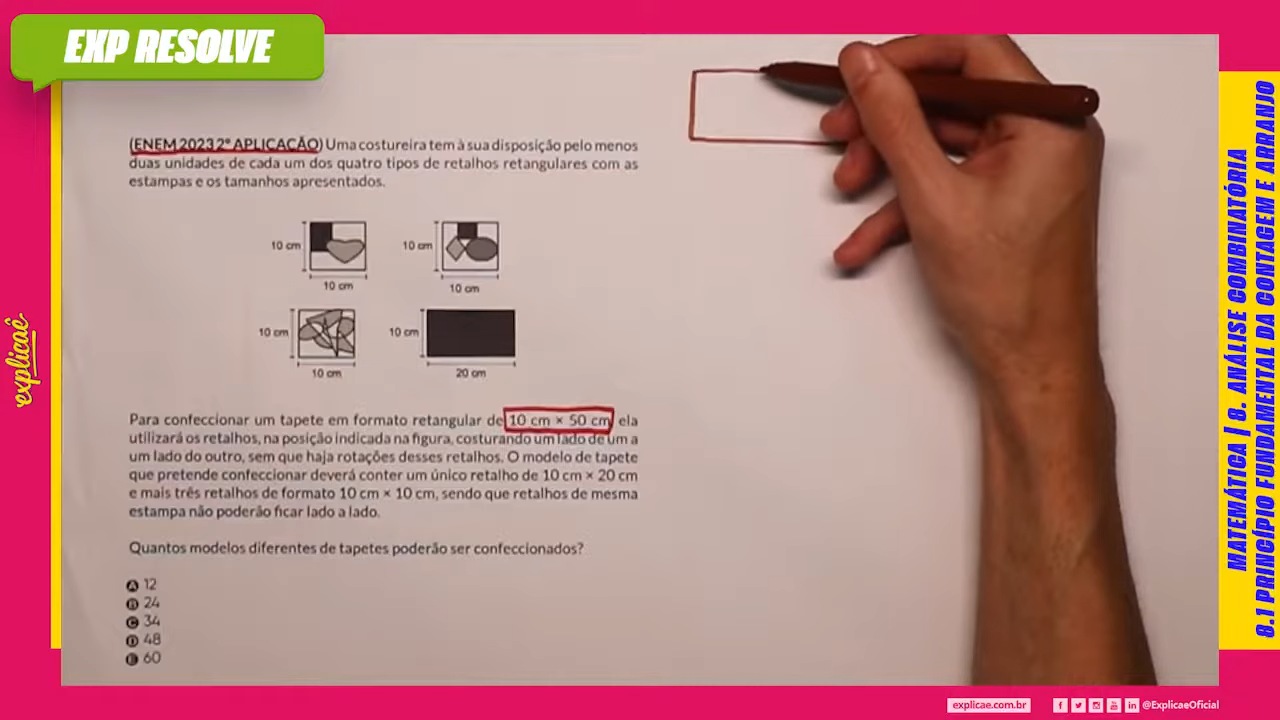 EXP RESOLVE
(ENEM 2023 2ª APLICAÇÃO) Uma costureira tem à sua disposição pelo menos
duas unidades de cada um dos quatro tipos de retalhos retangulares com as
estampas e os tamanhos apresentados.
10 cm
10 cm
10 cm
10 cm
10 cm
10 cm
10 cm
20 cm
Para confeccionar um tapete em formato retangular de 10 cm × 50 cm, ela
utilizará os retalhos, na posição indicada na figura, costurando um lado de um a
um lado do outro, sem que haja rotações desses retalhos. O modelo de tapete
que pretende confeccionar deverá conter um único retalho de 10 cm × 20 cm
e mais três retalhos de formato 10 cm × 10 cm, sendo que retalhos de mesma
estampa não poderão ficar lado a lado.
Quantos modelos diferentes de tapetes poderão ser confeccionados?
A 12
B 24
C 34
D 48
E 60
explicaê
MATEMÁTICA | 8. ANÁLISE COMBINATÓRIA
8.1 PRINCÍPIO FUNDAMENTAL DA CONTAGEM E ARRANJO
explicae.com.br
@ExplicaeOficial